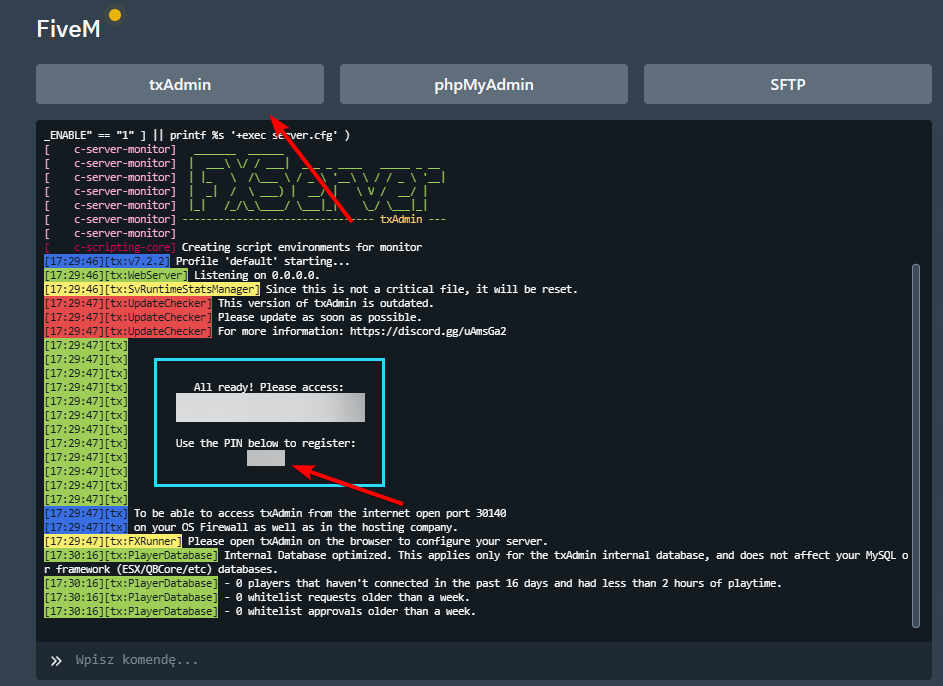 FiveM
txAdmin
phpMyAdmin
SFTP
_ENABLE" == "1" ] || printf %s '+exec server.cfg' )
[    c-server-monitor]
[    c-server-monitor]
[    c-server-monitor]
[    c-server-monitor]
[    c-server-monitor]
[    c-server-monitor] -------------------------------- txAdmin ---
[    c-server-monitor]
[    c-scripting-core] Creating script environments for monitor
[17:29:46][tx:v7.2.2] Profile 'default' starting...
[17:29:46][tx:WebServer] Listening on 0.0.0.0.
[17:29:46][tx:SvRuntimeStatsManager] Since this is not a critical file, it will be reset.
[17:29:47][tx:UpdateChecker] This version of txAdmin is outdated.
[17:29:47][tx:UpdateChecker] Please update as soon as possible.
[17:29:47][tx:UpdateChecker] For more information: https://discord.gg/uAmsGa2
[17:29:47][tx]
[17:29:47][tx]
[17:29:47][tx]
[17:29:47][tx] All ready! Please access:
[17:29:47][tx]
[17:29:47][tx]
[17:29:47][tx]
[17:29:47][tx] Use the PIN below to register:
[17:29:47][tx]
[17:29:47][tx]
[17:29:47][tx]
[17:29:47][tx]
[17:29:47][tx] To be able to access txAdmin from the internet open port 30140
[17:29:47][tx] on your OS Firewall as well as in the hosting company.
[17:29:47][tx:FXRunner] Please open txAdmin on the browser to configure your server.
[17:30:16][tx:PlayerDatabase] Internal Database optimized. This applies only for the txAdmin internal database, and does not affect your MySQL o
r framework (ESX/QBCore/etc) databases.
[17:30:16][tx:PlayerDatabase] - 0 players that haven't connected in the past 16 days and had less than 2 hours of playtime.
[17:30:16][tx:PlayerDatabase] - 0 whitelist requests older than a week.
[17:30:16][tx:PlayerDatabase] - 0 whitelist approvals older than a week.
» Wpisz komendę...